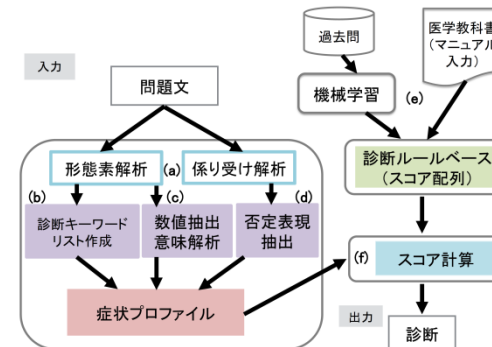 入力
問題文
形態素解析
(a)
係り受け解析
(b)
診断キーワード
リスト作成
(c)
数値抽出
意味解析
(d)
否定表現
抽出
症状プロファイル
過去問
機械学習
(e)
医学教科書
(マニュアル
入力)
診断ルールベース
(スコア配列)
(f)
スコア計算
出力
診断